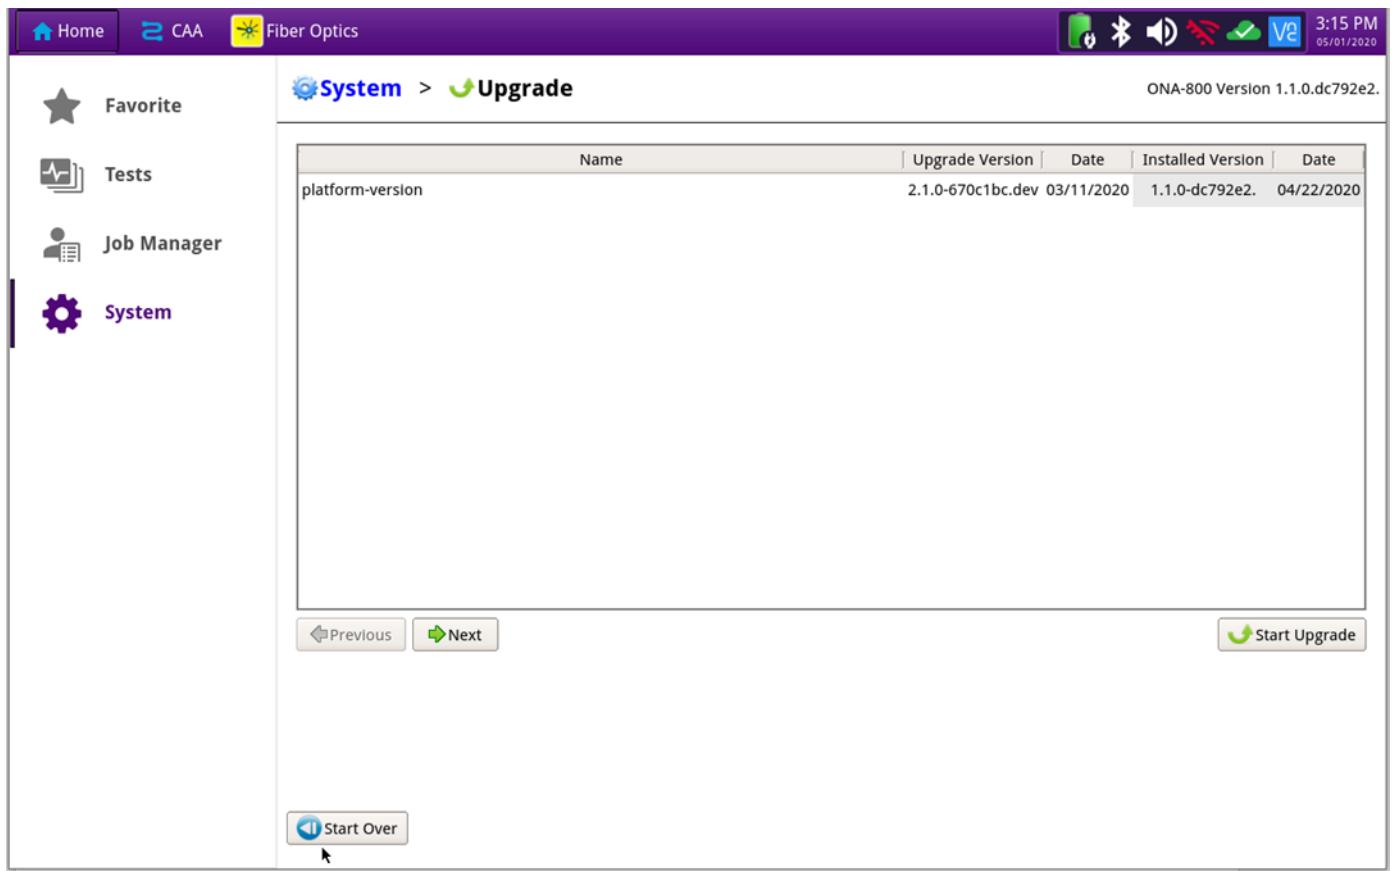 Home CAA Fiber Optics 3:15 PM
05/01/2020
Favorite
Tests
Job Manager
System
System > Upgrade ONA-800 Version 1.1.0.dc792e2.
Name Upgrade Version Date Installed Version Date
platform-version 2.1.0-670c1bc.dev 03/11/2020 1.1.0-dc792e2. 04/22/2020
Previous Next Start Upgrade
Start Over